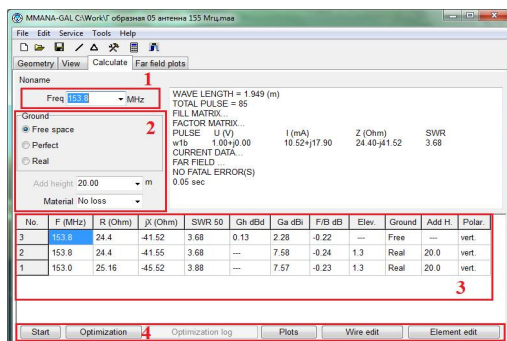 MMANA-GAL C:\Work\Г образная 05 антенна 155 Мгц.maa
File Edit Service Tools Help
Geometry View Calculate Far field plots
Noname
1
Freq 153.8 MHz
Ground
2
Free space
Perfect
Real
Add height 20.00 m
Material No loss
WAVE LENGTH = 1.949 (m)
TOTAL PULSE = 85
FILL MATRIX...
FACTOR MATRIX...
PULSE U (V) I (mA) Z (Ohm) SWR
w1b 1.00+j0.00 10.52+j17.90 24.40-j41.52 3.68
CURRENT DATA...
FAR FIELD ...
NO FATAL ERROR(S)
0.05 sec
No. F (MHz) R (Ohm) jX (Ohm) SWR 50 Gh dBd Ga dBi F/B dB Elev. Ground Add H. Polar.
3 153.8 24.4 -41.52 3.68 0.13 2.28 -0.22 --- Free --- vert.
2 153.8 24.4 -41.55 3.68 --- 7.58 -0.24 1.3 Real 20.0 vert.
1 153.0 25.16 -45.52 3.88 --- 7.57 -0.23 1.3 Real 20.0 vert.
3
Start Optimization 4 Optimization log Plots Wire edit Element edit